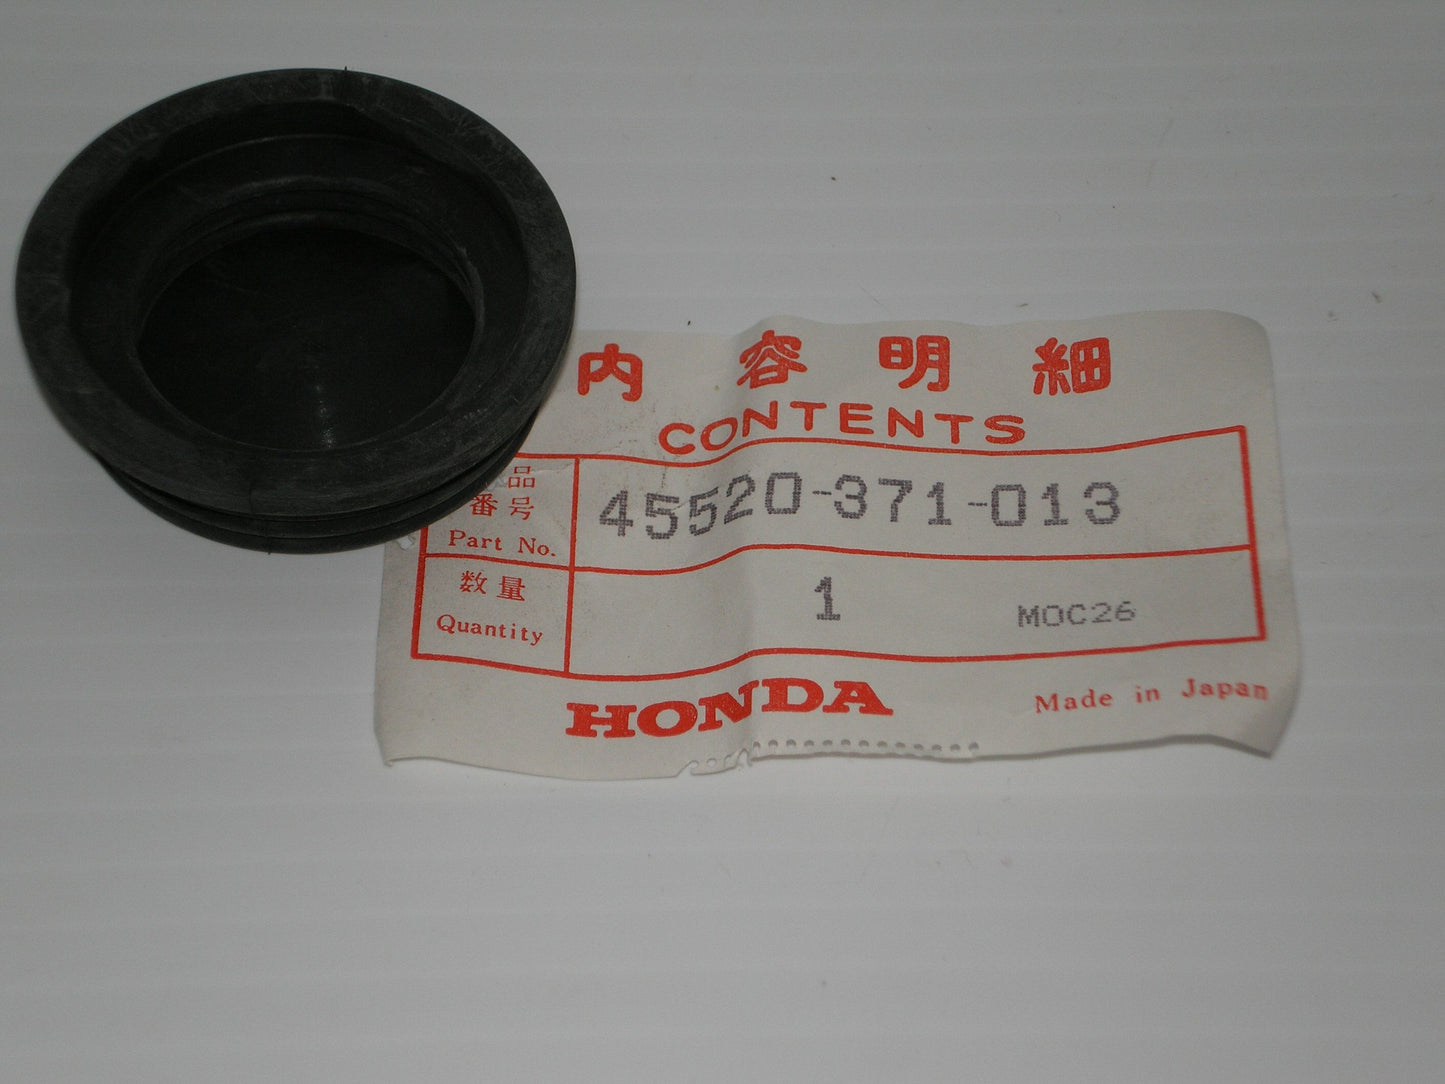 内容明細
CONTENTS
品
番号
Part No.
45520-371-013
数量
Quantity
1
MOC26
HONDA
Made in Japan